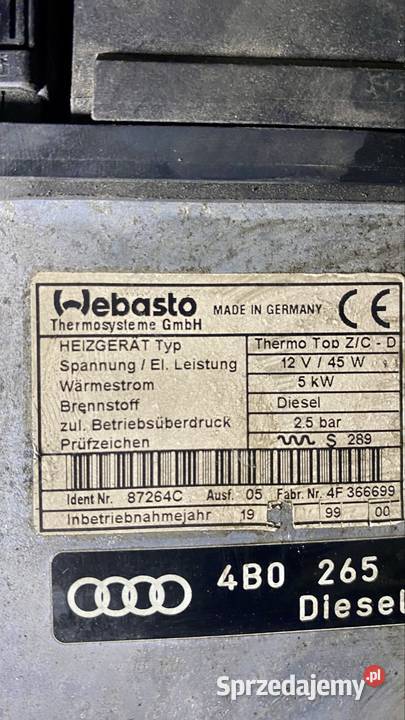 Webasto MADE IN GERMANY CE
Thermosysteme GmbH
HEIZGERÄT Typ Thermo Top Z/C - D
Spannung / El. Leistung 12 V / 45 W
Wärmestrom 5 kW
Brennstoff Diesel
zul. Betriebsüberdruck 2.5 bar
Prüfzeichen S 289
Ident Nr. 87264C Ausf. 05 Fabr. Nr. 4F366699
Inbetriebnahmejahr 19 99 00
4B0 265
Diesel
Sprzedajemy.pl